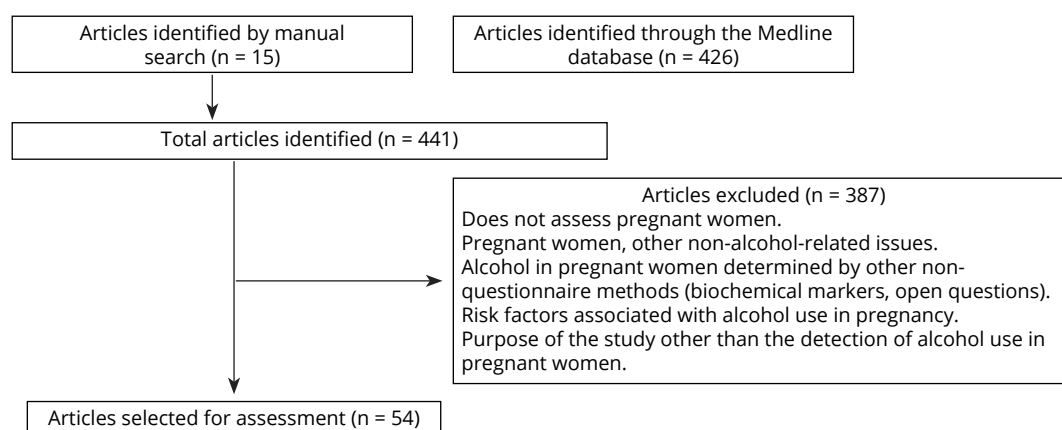 Articles identified by manual
search (n = 15)
Articles identified through the Medline
database (n = 426)
Total articles identified (n = 441)
Articles excluded (n = 387)
Does not assess pregnant women.
Pregnant women, other non-alcohol-related issues.
Alcohol in pregnant women determined by other non-
questionnaire methods (biochemical markers, open questions).
Risk factors associated with alcohol use in pregnancy.
Purpose of the study other than the detection of alcohol use in
pregnant women.
Articles selected for assessment (n = 54)